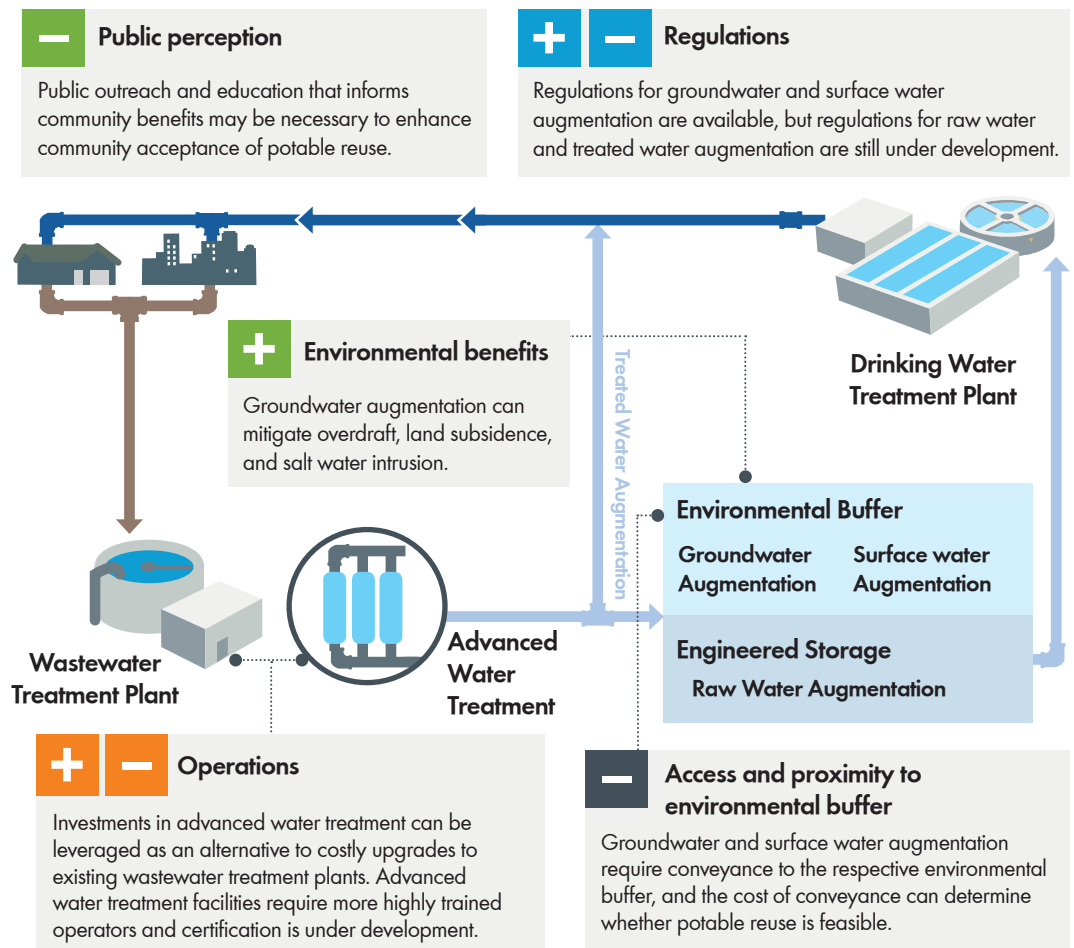 Public perception
Public outreach and education that informs
community benefits may be necessary to enhance
community acceptance of potable reuse.
Regulations
Regulations for groundwater and surface water
augmentation are available, but regulations for raw water
and treated water augmentation are still under development.
Drinking Water
Treatment Plant
Environmental benefits
Groundwater augmentation can
mitigate overdraft, land subsidence,
and salt water intrusion.
Treated Water Augmentation
Environmental Buffer
Groundwater
Augmentation
Surface water
Augmentation
Engineered Storage
Raw Water Augmentation
Wastewater
Treatment Plant
Advanced
Water
Treatment
Operations
Investments in advanced water treatment can be
leveraged as an alternative to costly upgrades to
existing wastewater treatment plants. Advanced
water treatment facilities require more highly trained
operators and certification is under development.
Access and proximity to
environmental buffer
Groundwater and surface water augmentation
require conveyance to the respective environmental
buffer, and the cost of conveyance can determine
whether potable reuse is feasible.